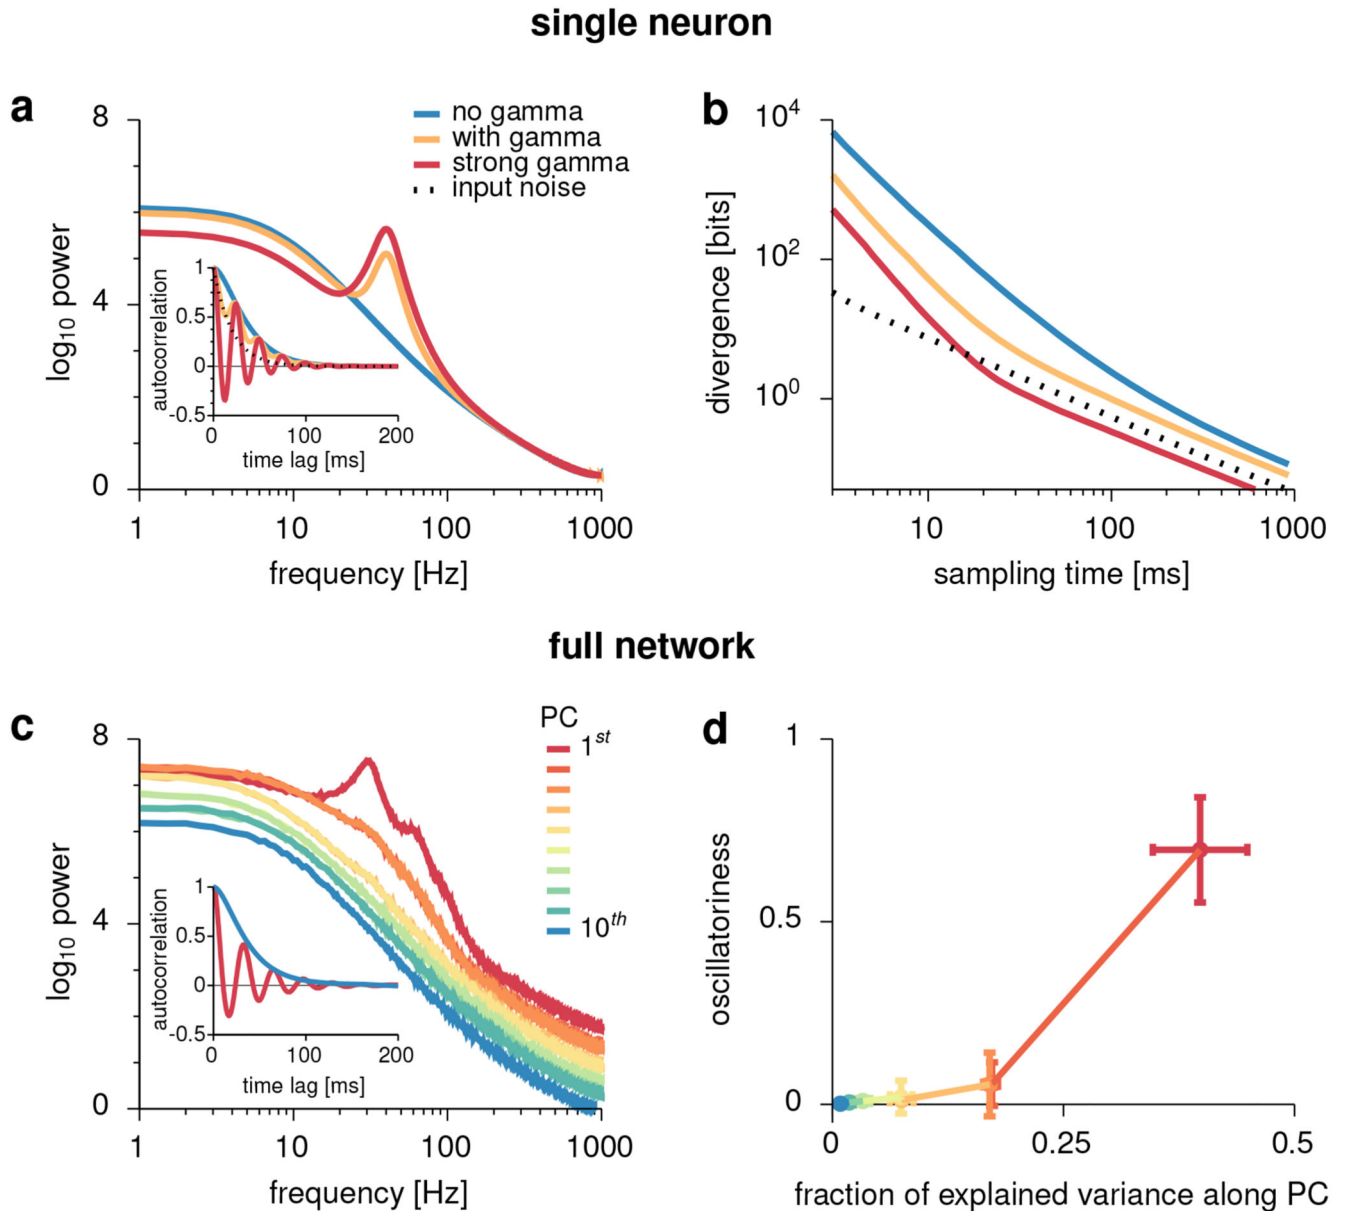 single neuron
a
8
4
0
log10 power
no gamma
with gamma
strong gamma
input noise
autocorrelation
1
0.5
0
-0.5
0 100 200
time lag [ms]
1 10 100 1000
frequency [Hz]
b
10^4
10^2
10^0
divergence [bits]
10 100 1000
sampling time [ms]
full network
c
8
4
0
log10 power
PC
1st
10th
autocorrelation
1
0.5
0
-0.5
0 100 200
time lag [ms]
1 10 100 1000
frequency [Hz]
d
1
0.5
0
oscillatoriness
0 0.25 0.5
fraction of explained variance along PC